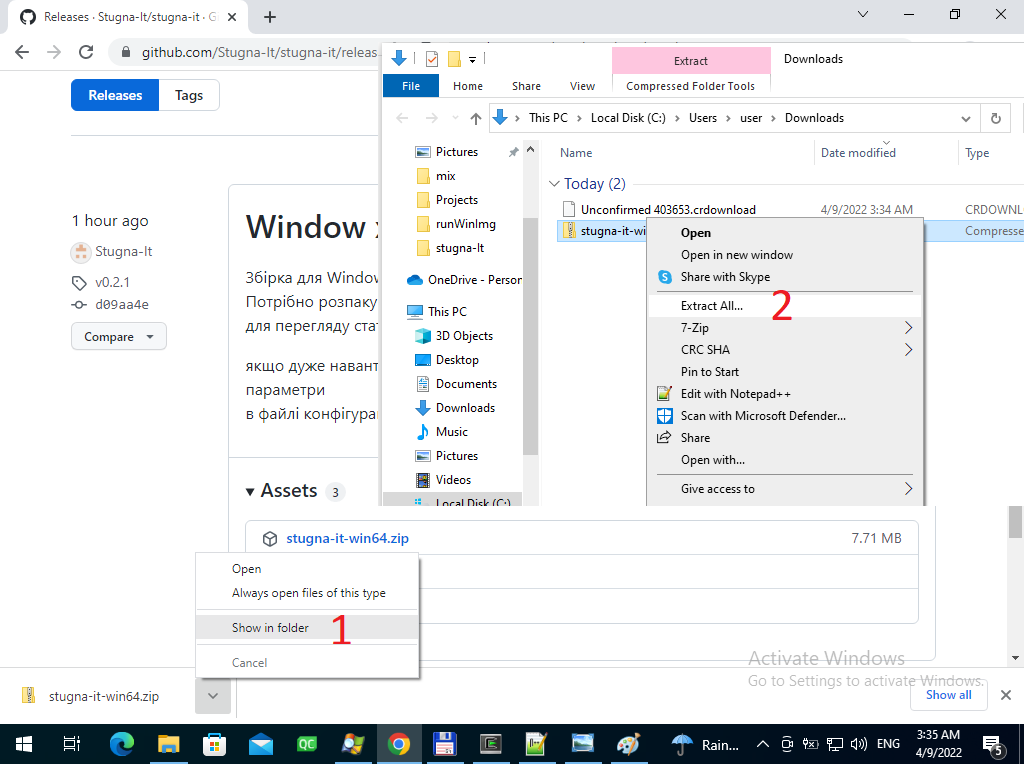 Releases · Stugna-It/stugna-it · G
github.com/Stugna-It/stugna-it/releas
Releases
Tags
1 hour ago
Stugna-It
v0.2.1
d09aa4e
Compare
Window x
Збірка для Window
Потрібно розпаку
для перегляду ста
якщо дуже навант
параметри
в файлі конфігура
Assets 3
stugna-it-win64.zip
7.71 MB
Extract
Downloads
File
Home
Share
View
Compressed Folder Tools
This PC
Local Disk (C:)
Users
user
Downloads
Pictures
mix
Projects
runWinImg
stugna-It
OneDrive - Person
This PC
3D Objects
Desktop
Documents
Downloads
Music
Pictures
Videos
Local Disk (C:)
Name
Date modified
Type
Today (2)
Unconfirmed 403653.crdownload
4/9/2022 3:34 AM
CRDOWNL
stugna-it-wi
Compresse
Open
Open in new window
Share with Skype
Extract All...
2
7-Zip
CRC SHA
Pin to Start
Edit with Notepad++
Scan with Microsoft Defender...
Share
Open with...
Give access to
Open
Always open files of this type
Show in folder
1
Cancel
Activate Windows
Go to Settings to activate Windows.
stugna-it-win64.zip
Show all
QC
Rain...
ENG
3:35 AM
4/9/2022
5